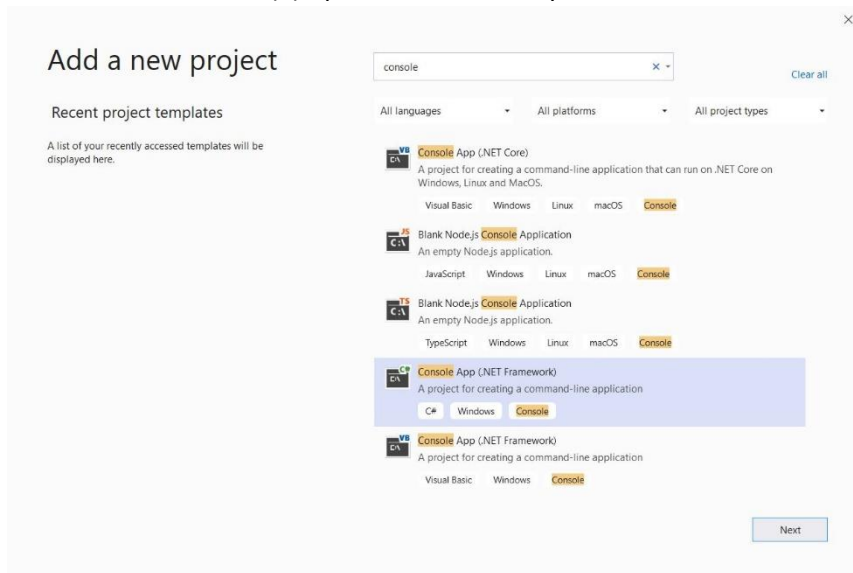 Add a new project
Recent project templates
A list of your recently accessed templates will be
displayed here.
console
Clear all
All languages
All platforms
All project types
VB
Console App (.NET Core)
A project for creating a command-line application that can run on .NET Core on
Windows, Linux and MacOS.
Visual Basic Windows Linux macOS Console
JS
C:\
Blank Node.js Console Application
An empty Node.js application.
JavaScript Windows Linux macOS Console
TS
C:\
Blank Node.js Console Application
An empty Node.js application.
TypeScript Windows Linux macOS Console
C#
Console App (.NET Framework)
A project for creating a command-line application
C# Windows Console
VB
Console App (.NET Framework)
A project for creating a command-line application
Visual Basic Windows Console
Next